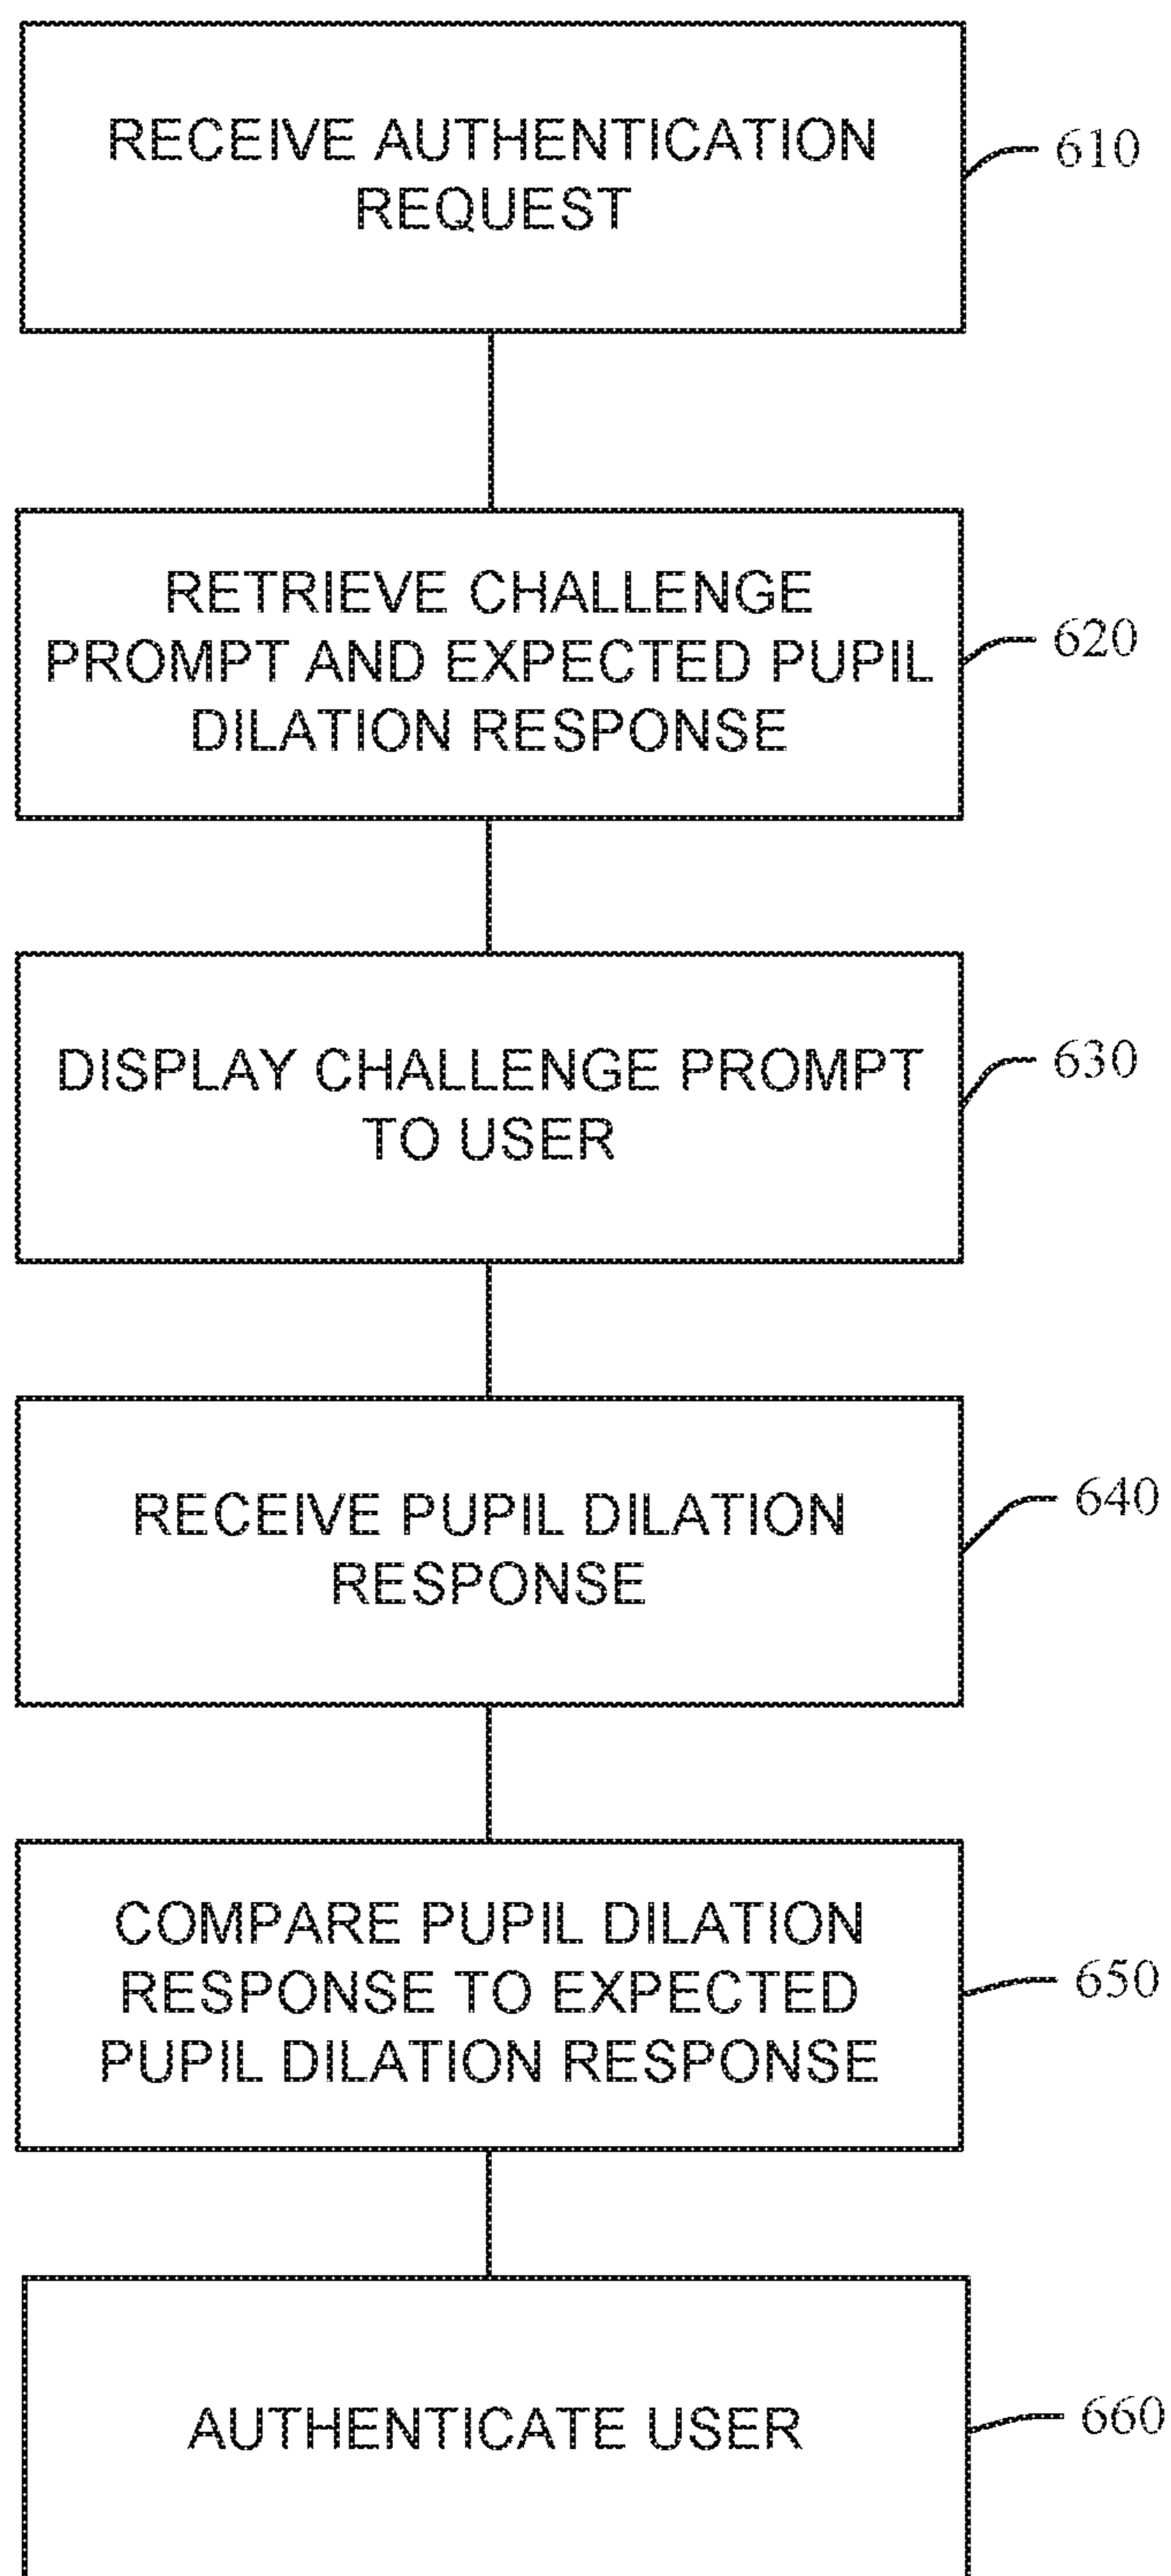 RECEIVE AUTHENTICATION
REQUEST
610
RETRIEVE CHALLENGE
PROMPT AND EXPECTED PUPIL
DILATION RESPONSE
620
DISPLAY CHALLENGE PROMPT
TO USER
630
RECEIVE PUPIL DILATION
RESPONSE
640
COMPARE PUPIL DILATION
RESPONSE TO EXPECTED
PUPIL DILATION RESPONSE
650
AUTHENTICATE USER
660